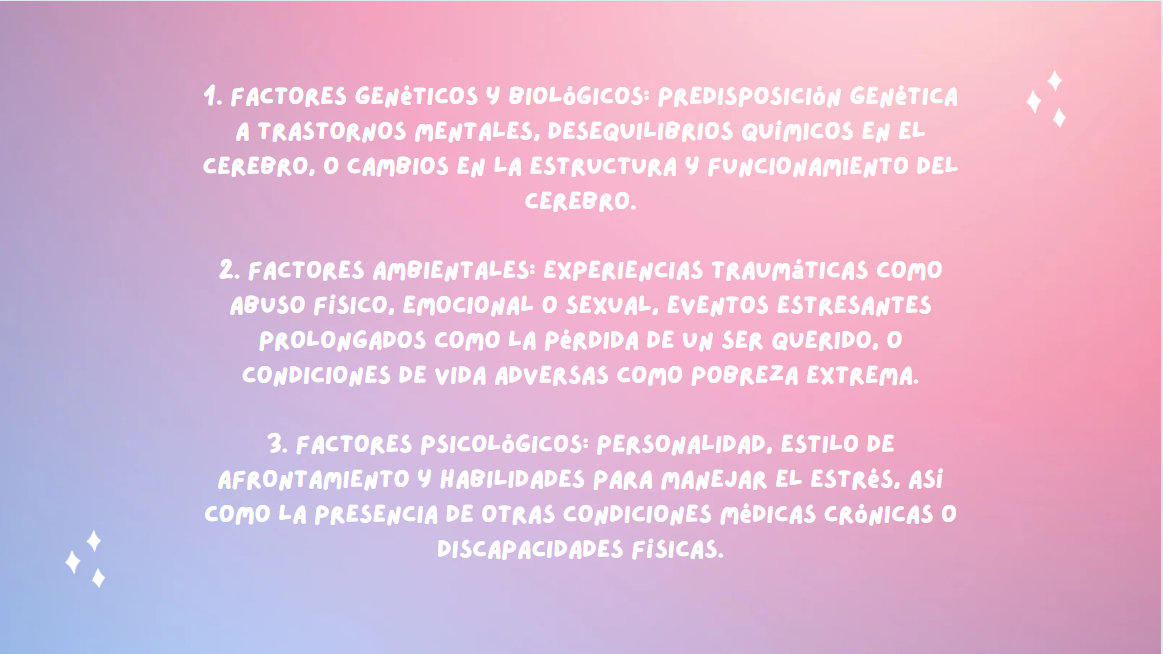 1. FACTORES GENÉTICOS Y BIOLÓGICOS: PREDISPOSICIÓN GENÉTICA
A TRASTORNOS MENTALES, DESEQUILIBRIOS QUÍMICOS EN EL
CEREBRO, O CAMBIOS EN LA ESTRUCTURA Y FUNCIONAMIENTO DEL
CEREBRO.
2. FACTORES AMBIENTALES: EXPERIENCIAS TRAUMÁTICAS COMO
ABUSO FÍSICO, EMOCIONAL O SEXUAL, EVENTOS ESTRESANTES
PROLONGADOS COMO LA PÉRDIDA DE UN SER QUERIDO, O
CONDICIONES DE VIDA ADVERSAS COMO POBREZA EXTREMA.
3. FACTORES PSICOLÓGICOS: PERSONALIDAD, ESTILO DE
AFRONTAMIENTO Y HABILIDADES PARA MANEJAR EL ESTRÉS, ASÍ
COMO LA PRESENCIA DE OTRAS CONDICIONES MÉDICAS CRÓNICAS O
DISCAPACIDADES FÍSICAS.